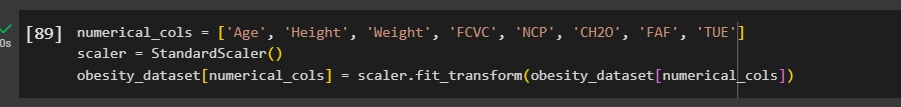 [89] numerical_cols = ['Age', 'Height', 'Weight', 'FCVC', 'NCP', 'CH2O', 'FAF', 'TUE']
0s scaler = StandardScaler()
obesity_dataset[numerical_cols] = scaler.fit_transform(obesity_dataset[numerical_cols])